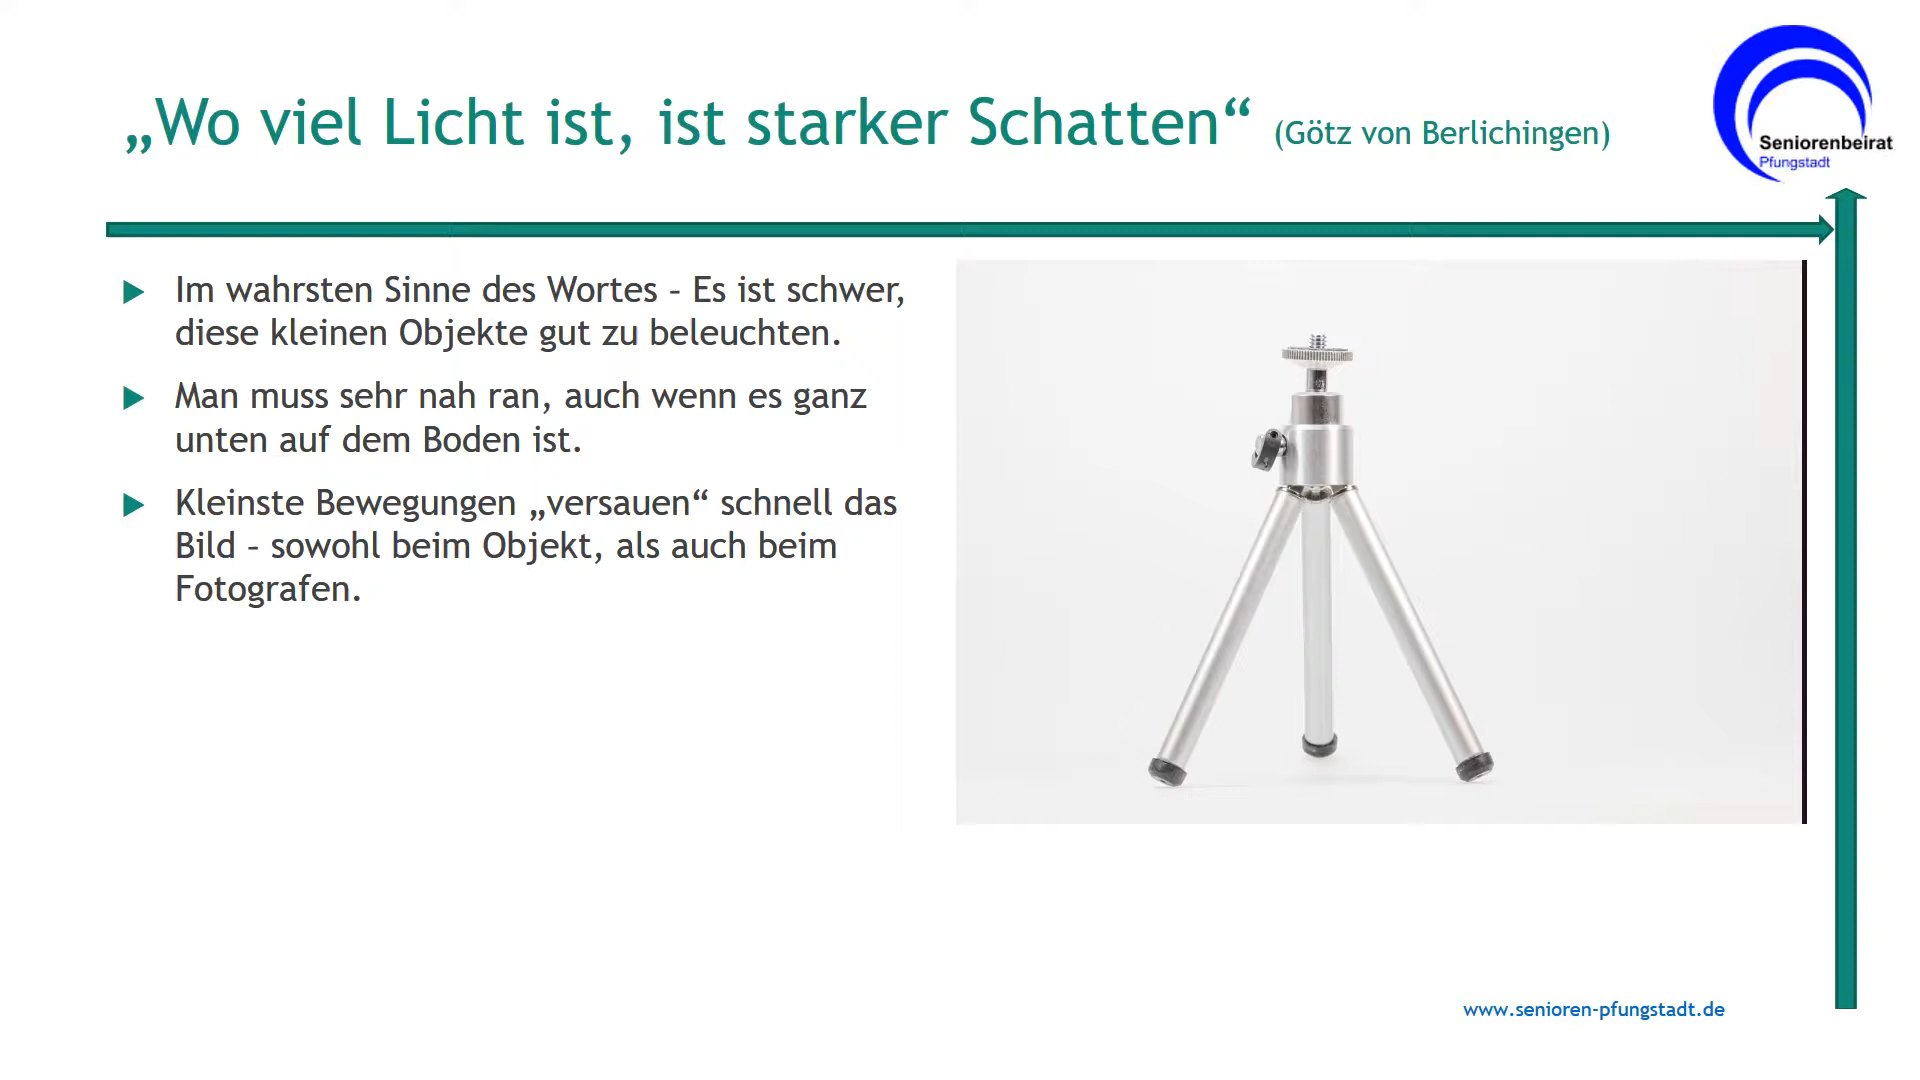 „Wo viel Licht ist, ist starker Schatten“ (Götz von Berlichingen)
Seniorenbeirat
Pfungstadt
Im wahrsten Sinne des Wortes – Es ist schwer,
diese kleinen Objekte gut zu beleuchten.
Man muss sehr nah ran, auch wenn es ganz
unten auf dem Boden ist.
Kleinste Bewegungen „versauen“ schnell das
Bild – sowohl beim Objekt, als auch beim
Fotografen.
www.senioren-pfungstadt.de